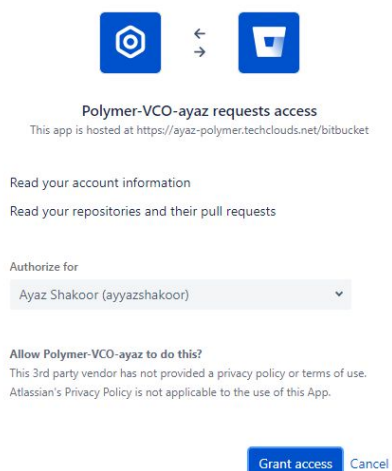 Polymer-VCO-ayaz requests access
This app is hosted at https://ayaz-polymer.techclouds.net/bitbucket
Read your account information
Read your repositories and their pull requests
Authorize for
Ayaz Shakoor (ayyazshakoor)
Allow Polymer-VCO-ayaz to do this?
This 3rd party vendor has not provided a privacy policy or terms of use.
Atlassian's Privacy Policy is not applicable to the use of this App.
Grant access Cancel